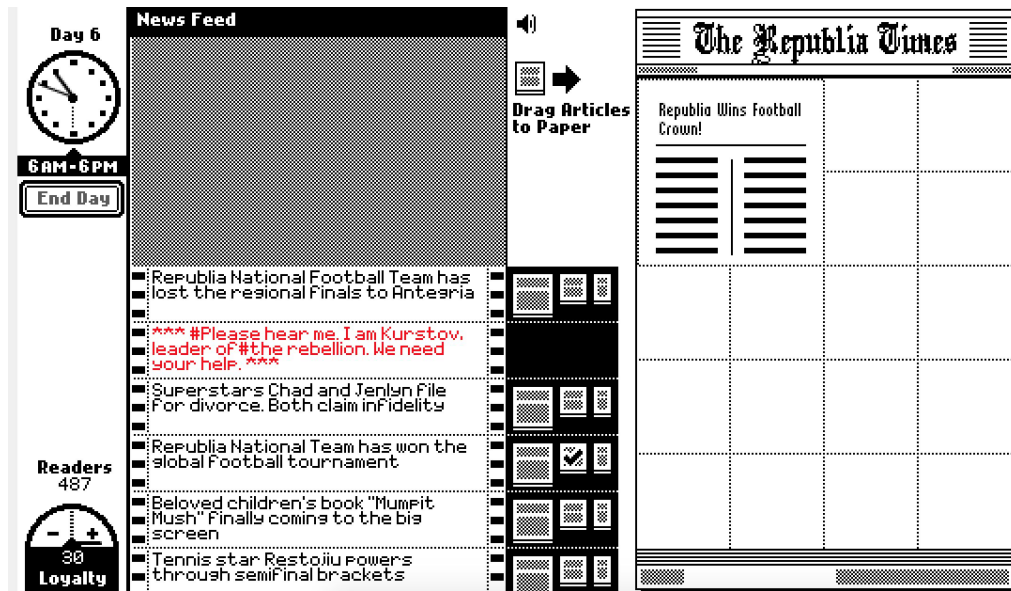 Day 6
6AM-6PM
End Day
Readers
487
- +
30
Loyalty
News Feed
Republia National Football Team has
lost the regional finals to Antegria
*** #Please hear me. I am Kurstov,
leader of#the rebellion. We need
your help. ***
Superstars Chad and Jenlyn file
for divorce. Both claim infidelity
Republia National Team has won the
global football tournament
Beloved children's book "Mumpit
Mush" finally coming to the big
screen
Tennis star Restojiu powers
through semifinal brackets
Drag Articles
to Paper
The Republia Times
Republia Wins Football
Crown!